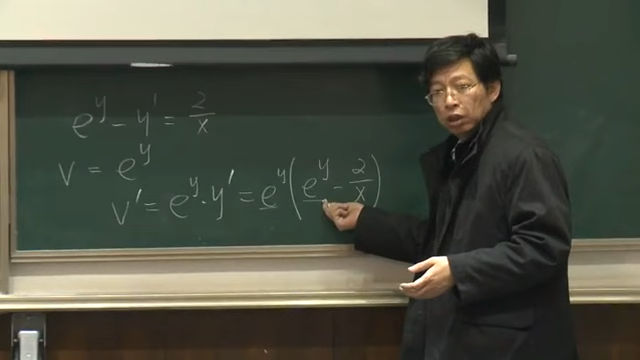 e^y - y' = 2/x
v = e^y
v' = e^y · y' = e^y (e^y - 2/x)